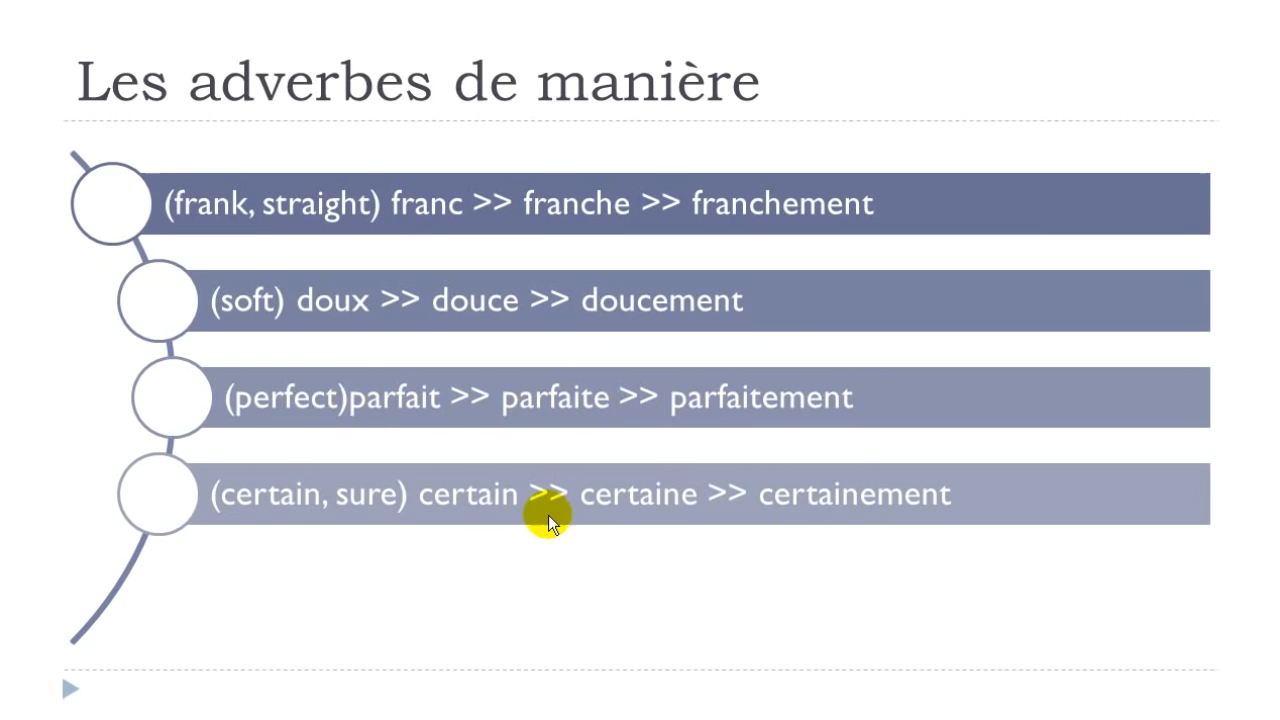 Les adverbes de manière
(frank, straight) franc >> franche >> franchement
(soft) doux >> douce >> doucement
(perfect)parfait >> parfaite >> parfaitement
(certain, sure) certain >> certaine >> certainement